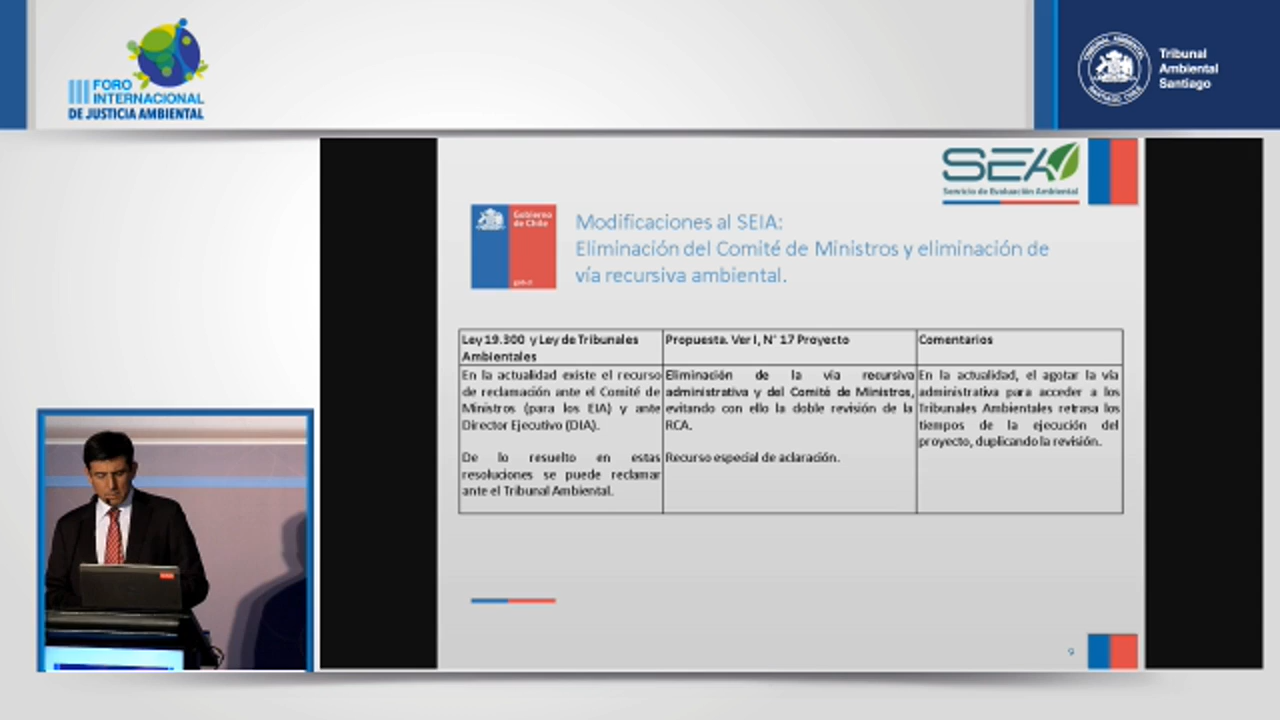 FORO
INTERNACIONAL
DE JUSTICIA AMBIENTAL
Tribunal
Ambiental
Santiago
SEA
Servicio de Evaluación Ambiental
Gobierno
de Chile
Modificaciones al SEIA:
Eliminación del Comité de Ministros y eliminación de
vía recursiva ambiental.
Ley 19.300 y Ley de Tribunales
Ambientales
Propuesta. Ver I, N° 17 Proyecto
Comentarios
En la actualidad existe el recurso
de reclamación ante el Comité de
Ministros (para los EIA) y ante
Director Ejecutivo (DIA).
De lo resuelto en estas
resoluciones se puede reclamar
ante el Tribunal Ambiental.
Eliminación de la vía recursiva
administrativa y del Comité de Ministros,
evitando con ello la doble revisión de la
RCA.
Recurso especial de aclaración.
En la actualidad, el agotar la vía
administrativa para acceder a los
Tribunales Ambientales retrasa los
tiempos de la ejecución del
proyecto, duplicando la revisión.
9